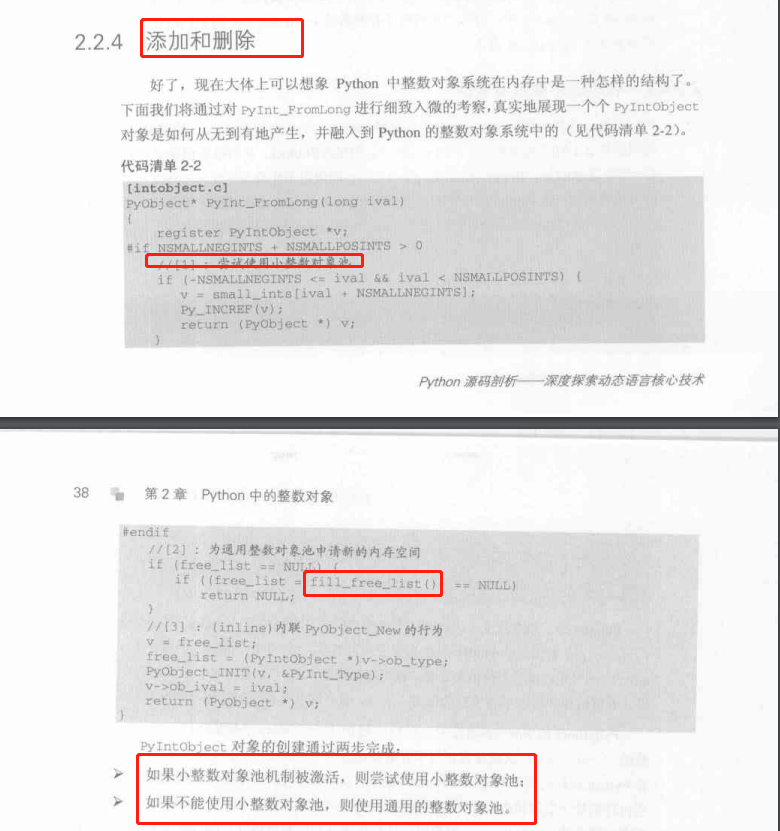 2.2.4 添加和删除
好了，现在大体上可以想象 Python 中整数对象系统在内存中是一种怎样的结构了。
下面我们将通过对 PyInt_FromLong 进行细致入微的考察，真实地展现一个个 PyIntObject
对象是如何从无到有地产生，并融入到 Python 的整数对象系统中的（见代码清单 2-2）。
代码清单 2-2
[intobject.c]
PyObject* PyInt_FromLong(long ival)
{
register PyIntObject *v;
#if NSMALLNEGINTS + NSMALLPOSINTS > 0
//[1] : 尝试使用小整数对象池
if (-NSMALLNEGINTS <= ival && ival < NSMALLPOSINTS) {
v = small_ints[ival + NSMALLNEGINTS];
Py_INCREF(v);
return (PyObject *) v;
}
Python 源码剖析——深度探索动态语言核心技术
38 第 2 章 Python 中的整数对象
#endif
//[2] : 为通用整数对象池申请新的内存空间
if (free_list == NULL) {
if ((free_list = fill_free_list()) == NULL)
return NULL;
}
//[3] : (inline)内联 PyObject_New 的行为
v = free_list;
free_list = (PyIntObject *)v->ob_type;
PyObject_INIT(v, &PyInt_Type);
v->ob_ival = ival;
return (PyObject *) v;
}
PyIntObject 对象的创建通过两步完成：
➢ 如果小整数对象池机制被激活，则尝试使用小整数对象池；
➢ 如果不能使用小整数对象池，则使用通用的整数对象池。